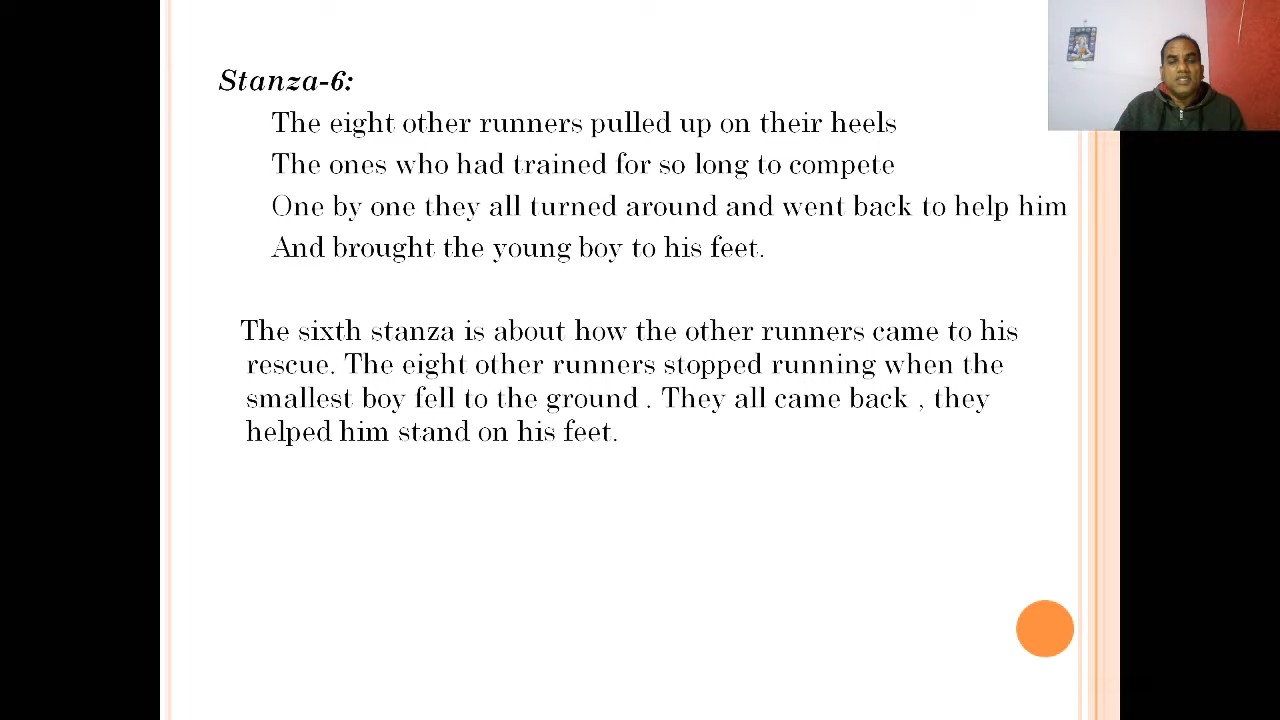 Stanza-6:
The eight other runners pulled up on their heels
The ones who had trained for so long to compete
One by one they all turned around and went back to help him
And brought the young boy to his feet.
The sixth stanza is about how the other runners came to his
rescue. The eight other runners stopped running when the
smallest boy fell to the ground . They all came back , they
helped him stand on his feet.